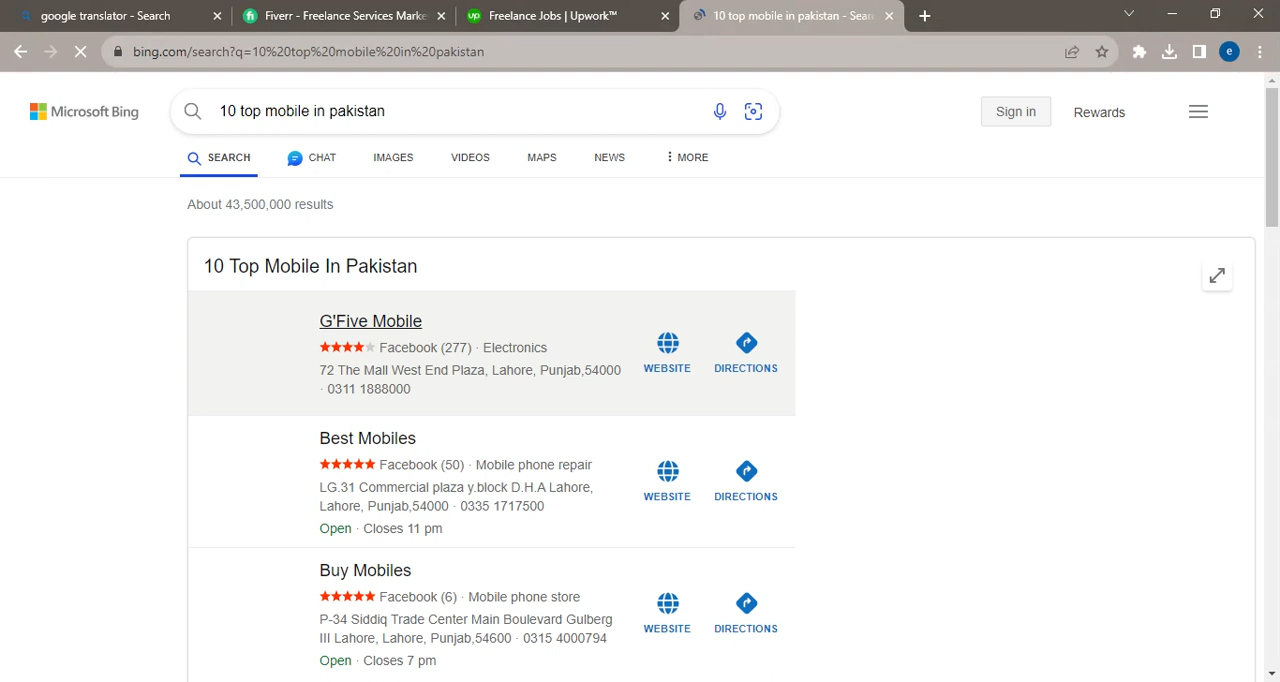 google translator - Search
Fiverr - Freelance Services Marke
Freelance Jobs | Upwork™
10 top mobile in pakistan - Sear
bing.com/search?q=10%20top%20mobile%20in%20pakistan
e
Microsoft Bing
10 top mobile in pakistan
Sign in
Rewards
SEARCH
CHAT
IMAGES
VIDEOS
MAPS
NEWS
MORE
About 43,500,000 results
10 Top Mobile In Pakistan
G'Five Mobile
Facebook (277) · Electronics
72 The Mall West End Plaza, Lahore, Punjab,54000
· 0311 1888000
WEBSITE
DIRECTIONS
Best Mobiles
Facebook (50) · Mobile phone repair
LG.31 Commercial plaza y.block D.H.A Lahore,
Lahore, Punjab,54000 · 0335 1717500
Open · Closes 11 pm
WEBSITE
DIRECTIONS
Buy Mobiles
Facebook (6) · Mobile phone store
P-34 Siddiq Trade Center Main Boulevard Gulberg
III Lahore, Lahore, Punjab,54600 · 0315 4000794
Open · Closes 7 pm
WEBSITE
DIRECTIONS